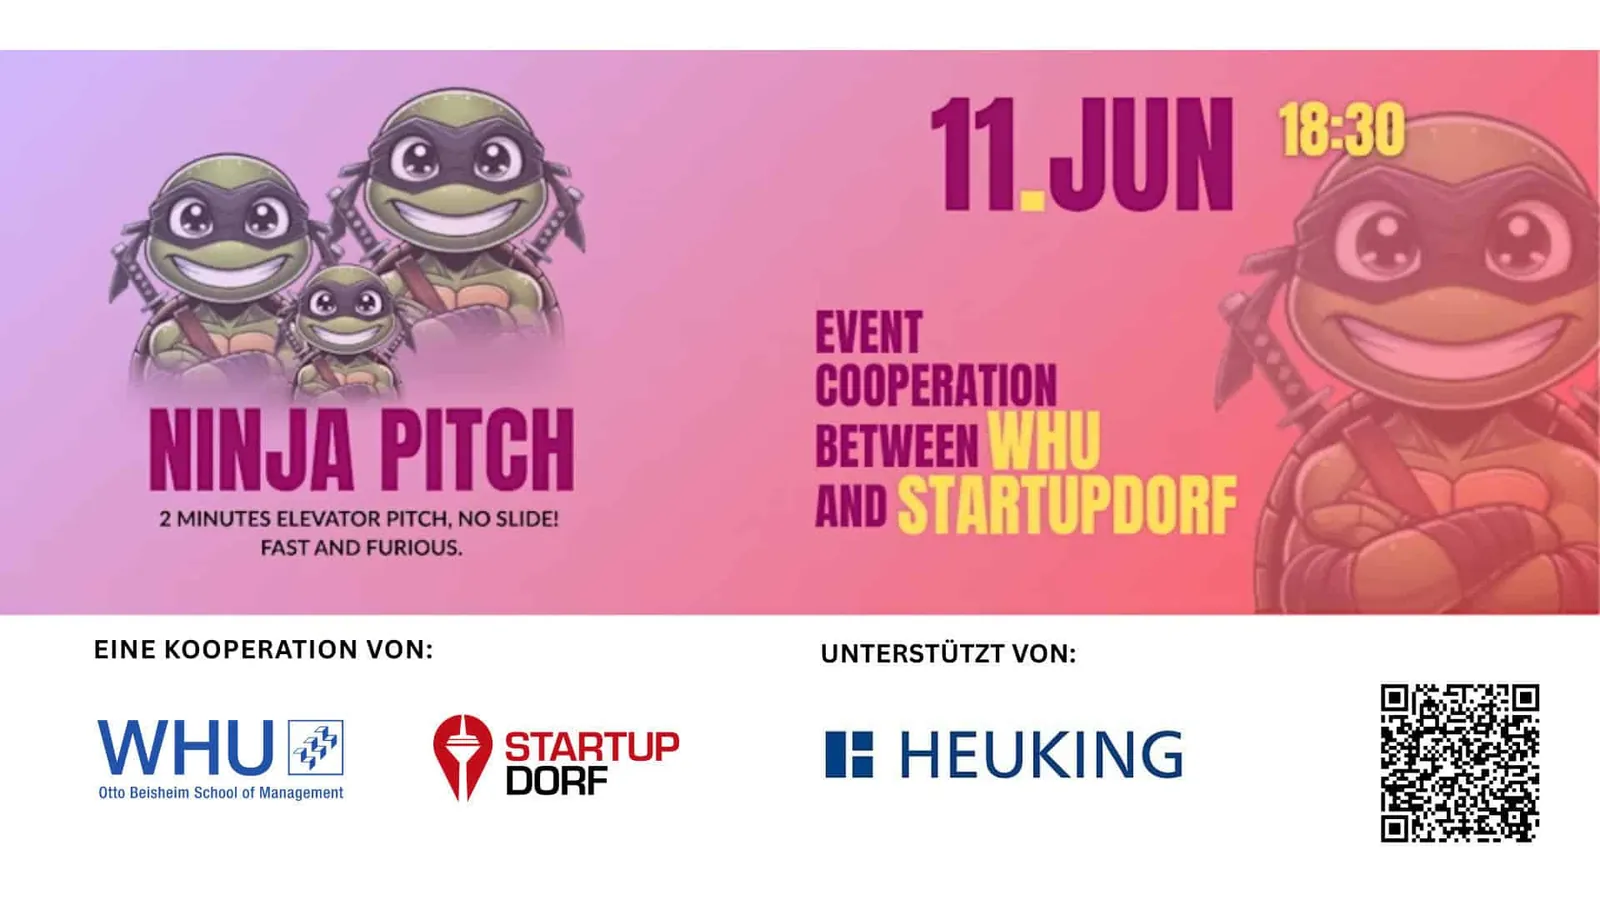 NINJA PITCH
2 MINUTES ELEVATOR PITCH, NO SLIDE!
FAST AND FURIOUS.
11.JUN
18:30
EVENT
COOPERATION
BETWEEN WHU
AND STARTUPDORF
EINE KOOPERATION VON:
WHU
Otto Beisheim School of Management
STARTUP
DORF
UNTERSTÜTZT VON:
HEUKING